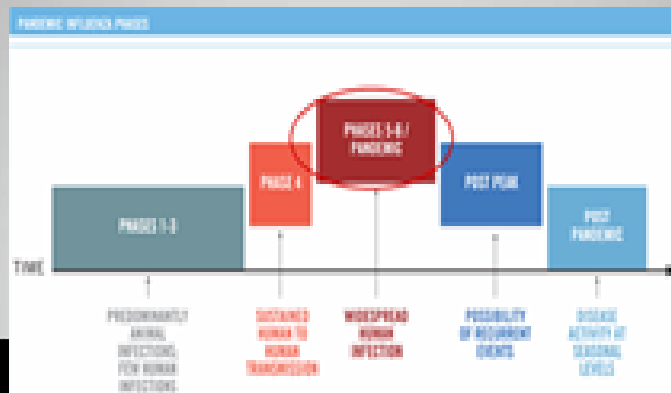 PANDEMIC INFLUENZA PHASES
PHASES 5-6 /
PANDEMIC
PHASE 4
POST PEAK
PHASES 1-3
POST
PANDEMIC
TIME
PREDOMINANTLY
ANIMAL
INFECTIONS;
FEW HUMAN
INFECTIONS
SUSTAINED
HUMAN TO
HUMAN
TRANSMISSION
WIDESPREAD
HUMAN
INFECTION
POSSIBILITY
OF RECURRENT
EVENTS
DISEASE
ACTIVITY AT
SEASONAL
LEVELS